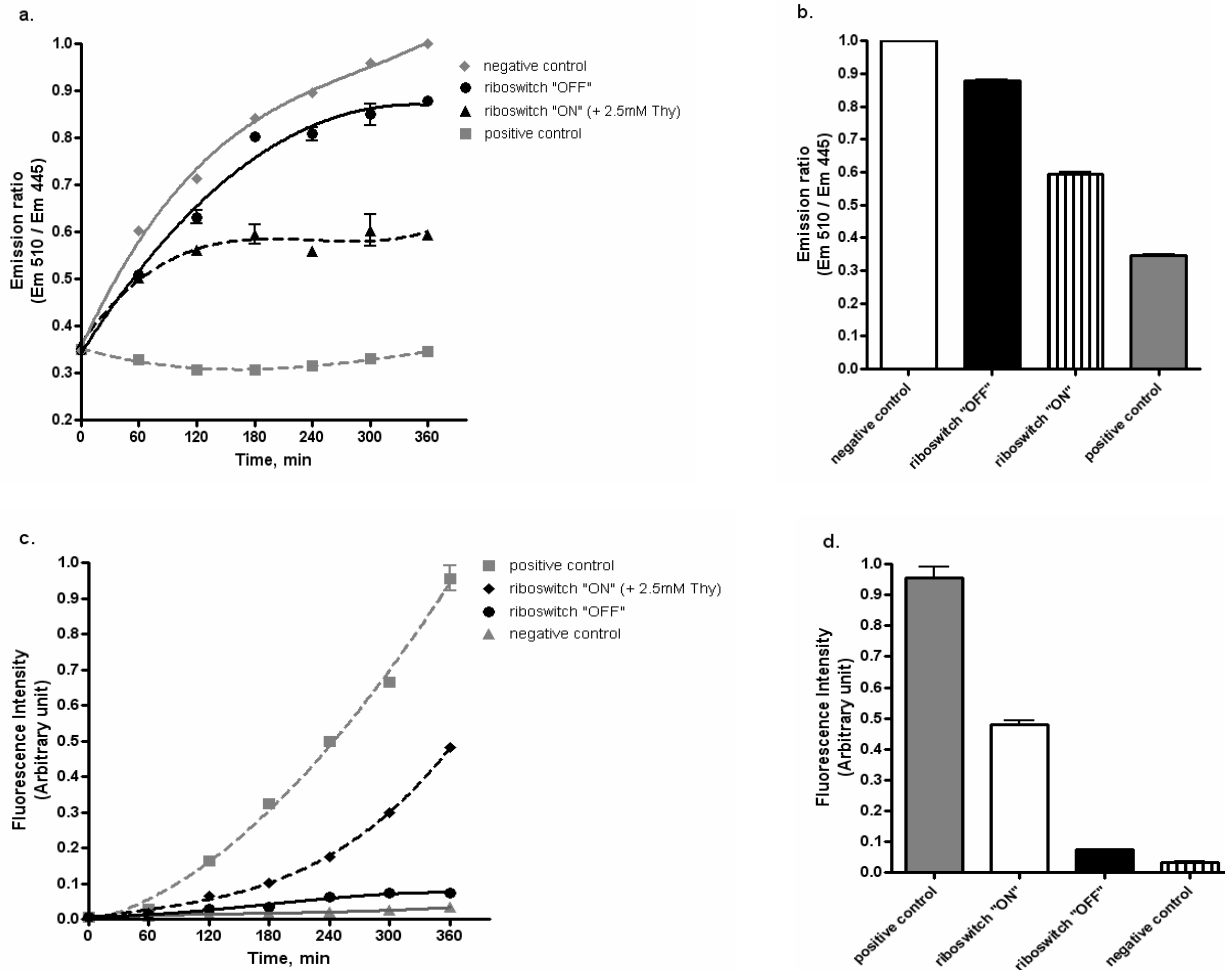 a.
1.0
0.9
0.8
0.7
0.6
0.5
0.4
0.3
0.2
Emission ratio
(Em 510 / Em 445)
0
60
120
180
240
300
360
Time, min
negative control
riboswitch "OFF"
riboswitch "ON" (+ 2.5mM Thy)
positive control
b.
1.0
0.9
0.8
0.7
0.6
0.5
0.4
0.3
0.2
0.1
0.0
Emission ratio
(Em 510 / Em 445)
negative control
riboswitch "OFF"
riboswitch "ON"
positive control
c.
1.0
0.9
0.8
0.7
0.6
0.5
0.4
0.3
0.2
0.1
0.0
Fluorescence Intensity
(Arbitrary unit)
0
60
120
180
240
300
360
Time, min
positive control
riboswitch "ON" (+ 2.5mM Thy)
riboswitch "OFF"
negative control
d.
1.0
0.9
0.8
0.7
0.6
0.5
0.4
0.3
0.2
0.1
0.0
Fluorescence Intensity
(Arbitrary unit)
positive control
riboswitch "ON"
riboswitch "OFF"
negative control